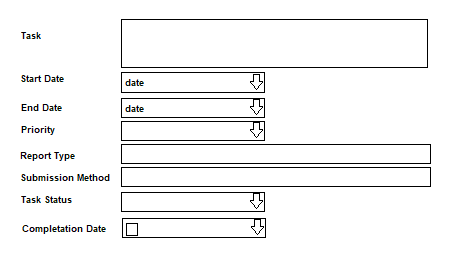 Task
Start Date
date
End Date
date
Priority
Report Type
Submission Method
Task Status
Completation Date